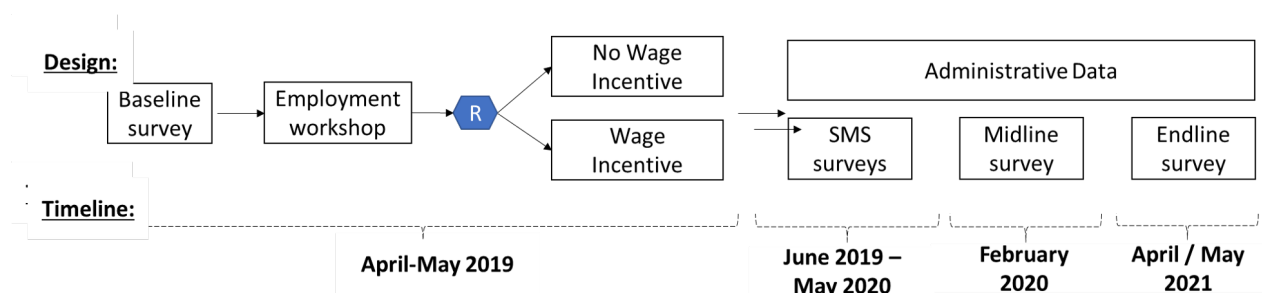 Design:
Baseline
survey
Employment
workshop
R
No Wage
Incentive
Wage
Incentive
Administrative Data
SMS
surveys
Midline
survey
Endline
survey
Timeline:
April-May 2019
June 2019 –
May 2020
February
2020
April / May
2021